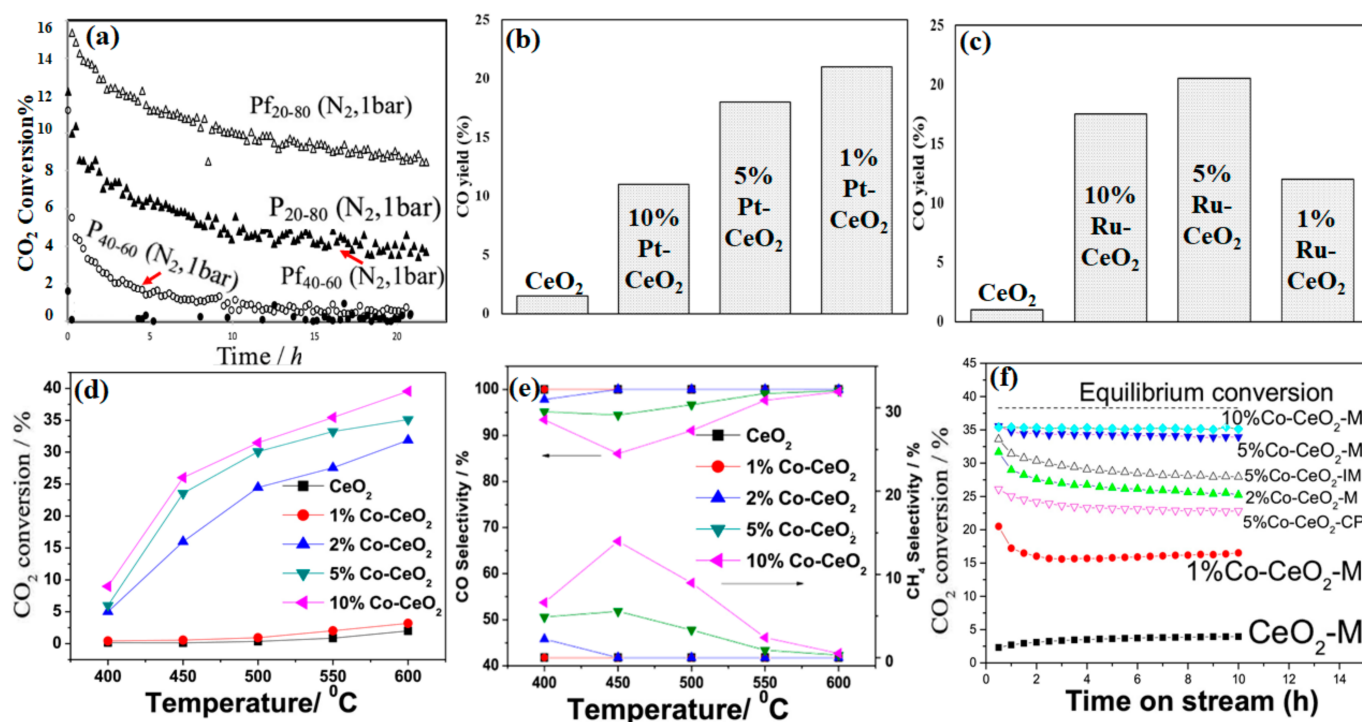 (a)
CO₂ Conversion%
16
14
12
10
8
6
4
2
0
Pf₂₀₋₈₀ (N₂,1bar)
P₂₀₋₈₀ (N₂,1bar)
P₄₀₋₆₀ (N₂,1bar)
Pf₄₀₋₆₀ (N₂,1bar)
0 5 10 15 20
Time / h
(b)
CO yield (%)
25
20
15
10
5
0
CeO₂
10%
Pt-
CeO₂
5%
Pt-
CeO₂
1%
Pt-
CeO₂
(c)
CO yield (%)
25
20
15
10
5
0
CeO₂
10%
Ru-
CeO₂
5%
Ru-
CeO₂
1%
Ru-
CeO₂
(d)
CO₂ conversion / %
40
35
30
25
20
15
10
5
0
CeO₂
1% Co-CeO₂
2% Co-CeO₂
5% Co-CeO₂
10% Co-CeO₂
400 450 500 550 600
Temperature/ ⁰C
(e)
CO Selectivity / %
100
90
80
70
60
50
40
CeO₂
1% Co-CeO₂
2% Co-CeO₂
5% Co-CeO₂
10% Co-CeO₂
30
20
10
0
CH₄ Selectivity / %
400 450 500 550 600
Temperature/ ⁰C
(f)
CO₂ conversion / %
45
40
35
30
25
20
15
10
5
0
Equilibrium conversion
10%Co-CeO₂-M
5%Co-CeO₂-M
5%Co-CeO₂-IM
2%Co-CeO₂-M
5%Co-CeO₂-CP
1%Co-CeO₂-M
CeO₂-M
0 2 4 6 8 10 12 14
Time on stream (h)